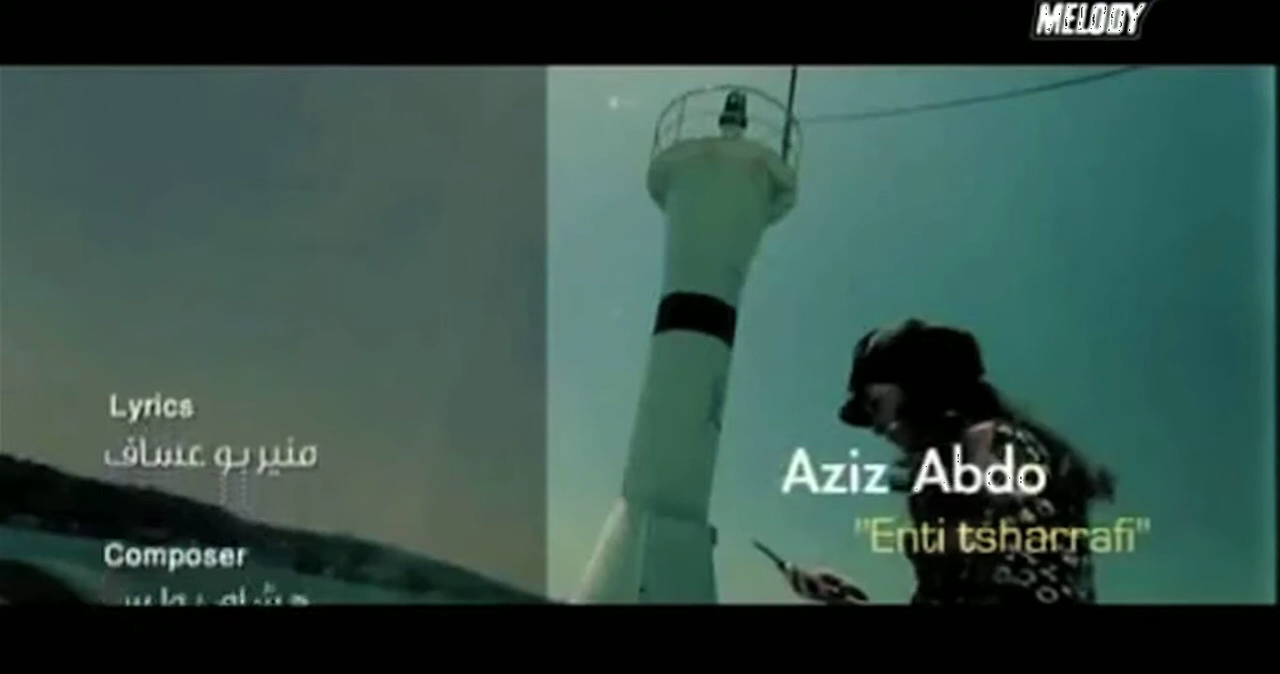 MELODY
Lyrics
منير بو عساف
Composer
Aziz Abdo
"Enti tsharrafi"